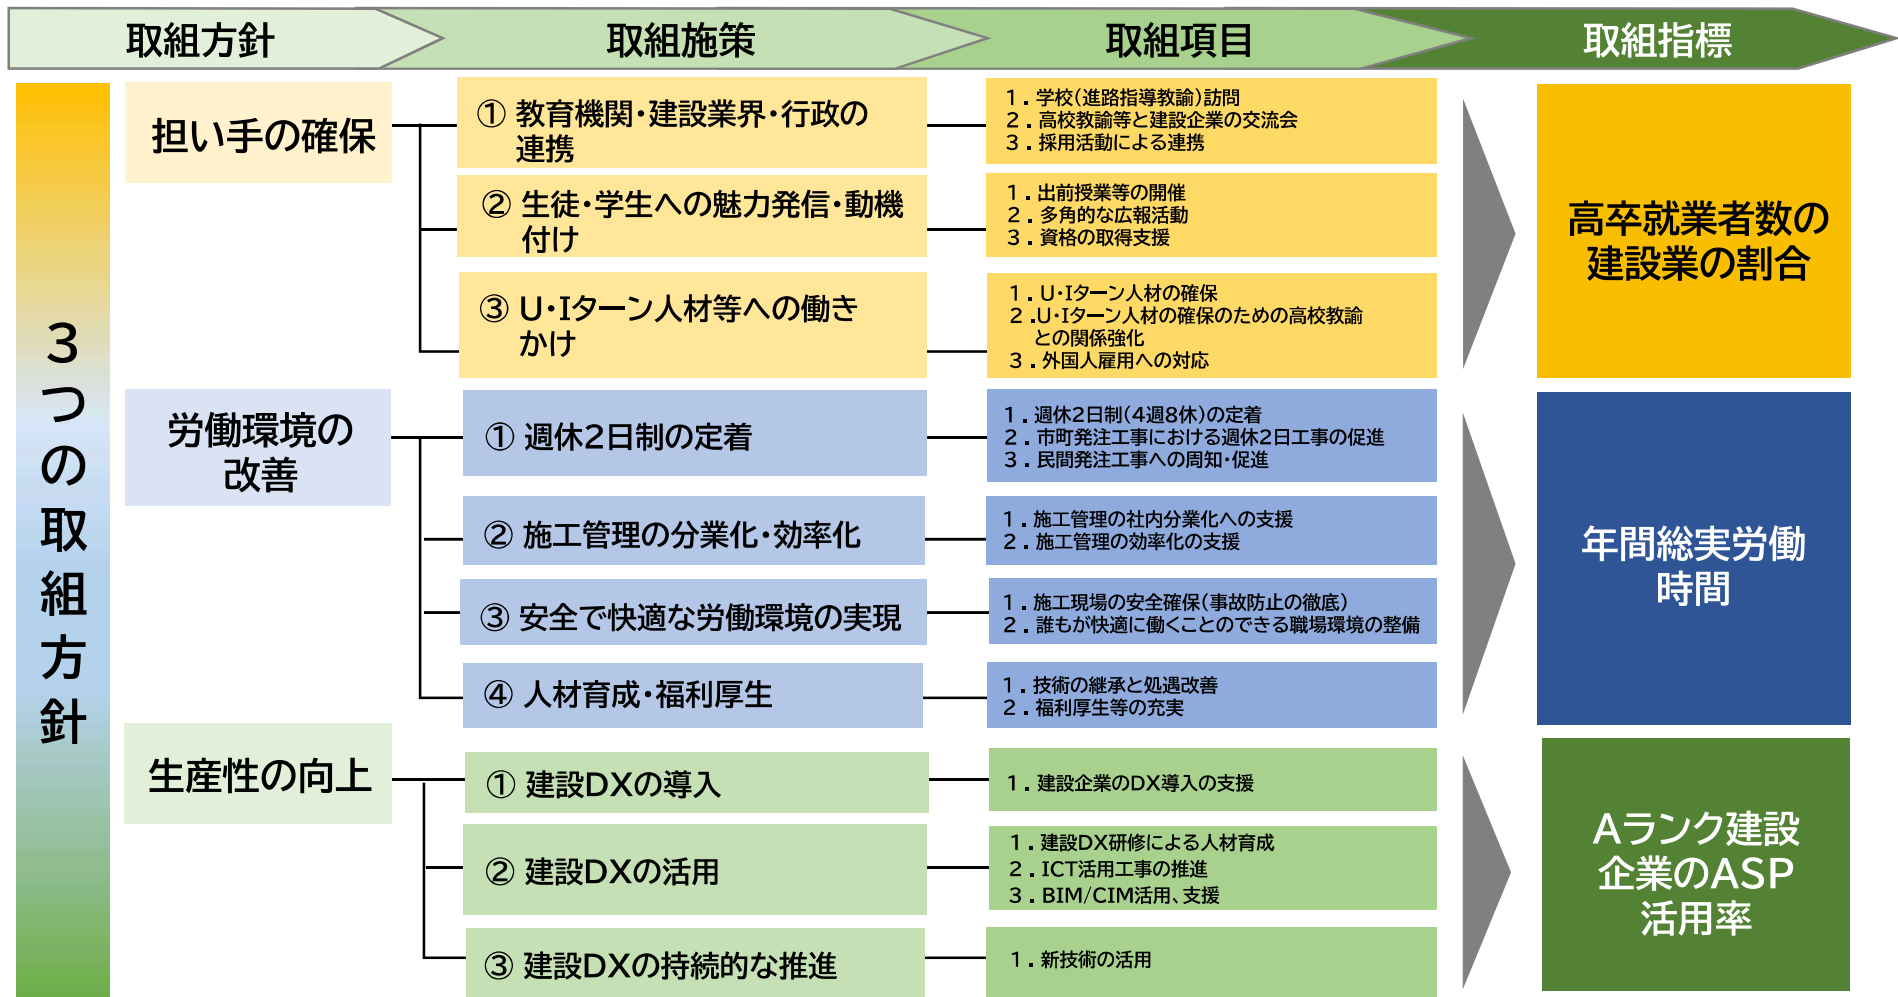 取組方針
取組施策
取組項目
取組指標
3つの取組方針
担い手の確保
① 教育機関・建設業界・行政の
連携
1．学校（進路指導教諭）訪問
2．高校教諭等と建設企業の交流会
3．採用活動による連携
② 生徒・学生への魅力発信・動機
付け
1．出前授業等の開催
2．多角的な広報活動
3．資格の取得支援
③ U・Iターン人材等への働き
かけ
1．U・Iターン人材の確保
2.U・Iターン人材の確保のための高校教諭
との関係強化
3．外国人雇用への対応
高卒就業者数の
建設業の割合
労働環境の
改善
① 週休2日制の定着
1．週休2日制（4週8休）の定着
2．市町発注工事における週休2日工事の促進
3．民間発注工事への周知・促進
② 施工管理の分業化・効率化
1．施工管理の社内分業化への支援
2．施工管理の効率化の支援
③ 安全で快適な労働環境の実現
1．施工現場の安全確保（事故防止の徹底）
2．誰もが快適に働くことのできる職場環境の整備
④ 人材育成・福利厚生
1．技術の継承と処遇改善
2．福利厚生等の充実
年間総実労働
時間
生産性の向上
① 建設DXの導入
1．建設企業のDX導入の支援
② 建設DXの活用
1．建設DX研修による人材育成
2．ICT活用工事の推進
3．BIM/CIM活用、支援
③ 建設DXの持続的な推進
1．新技術の活用
Aランク建設
企業のASP
活用率